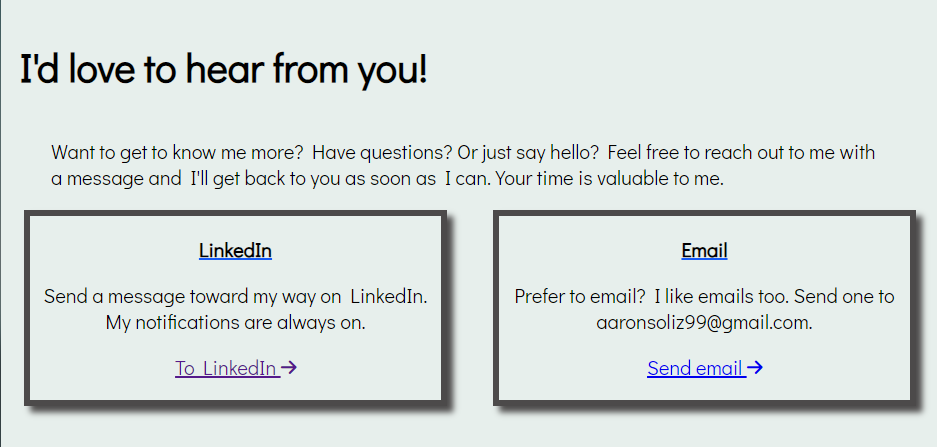 I'd love to hear from you!
Want to get to know me more? Have questions? Or just say hello? Feel free to reach out to me with
a message and I'll get back to you as soon as I can. Your time is valuable to me.
LinkedIn
Send a message toward my way on LinkedIn.
My notifications are always on.
To LinkedIn →
Email
Prefer to email? I like emails too. Send one to
aaronsoliz99@gmail.com.
Send email →